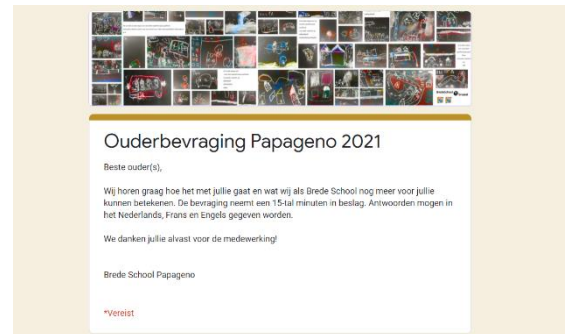 Ouderbevraging Papageno 2021
Beste ouder(s),
Wij horen graag hoe het met jullie gaat en wat wij als Brede School nog meer voor jullie
kunnen betekenen. De bevraging neemt een 15-tal minuten in beslag. Antwoorden mogen in
het Nederlands, Frans en Engels gegeven worden.
We danken jullie alvast voor de medewerking!
Brede School Papageno
*Vereist